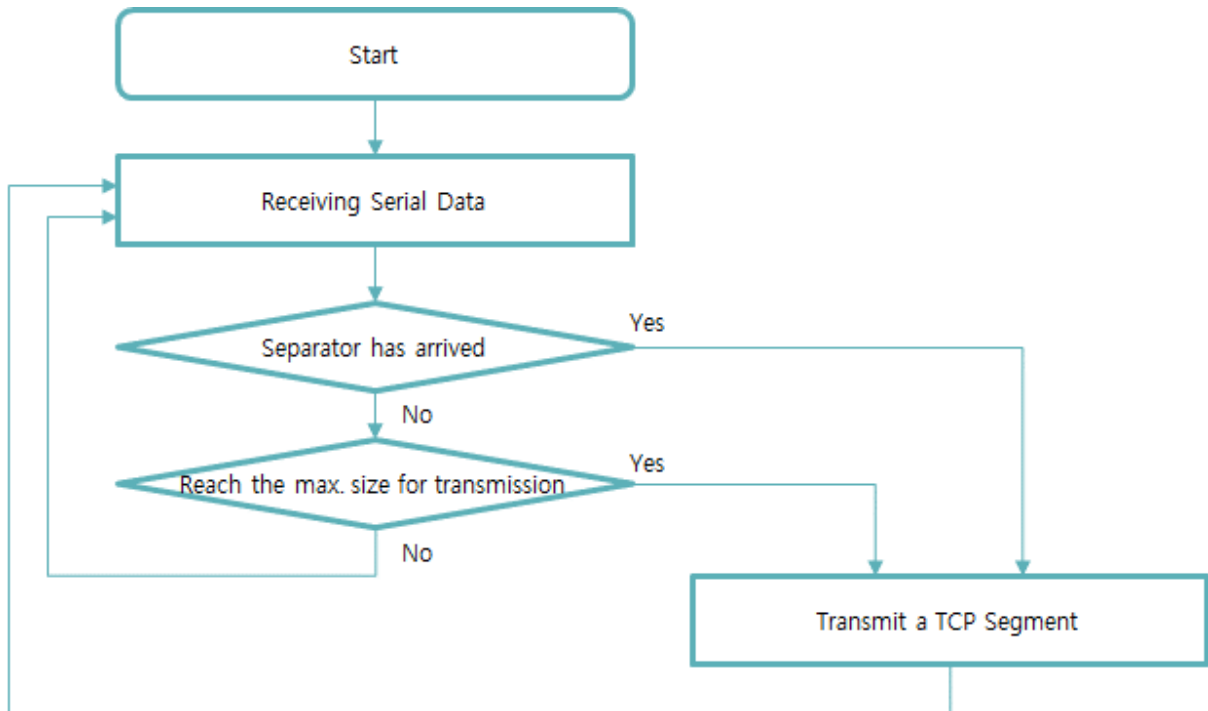 Start
Receiving Serial Data
Separator has arrived
Yes
No
Reach the max. size for transmission
Yes
No
Transmit a TCP Segment